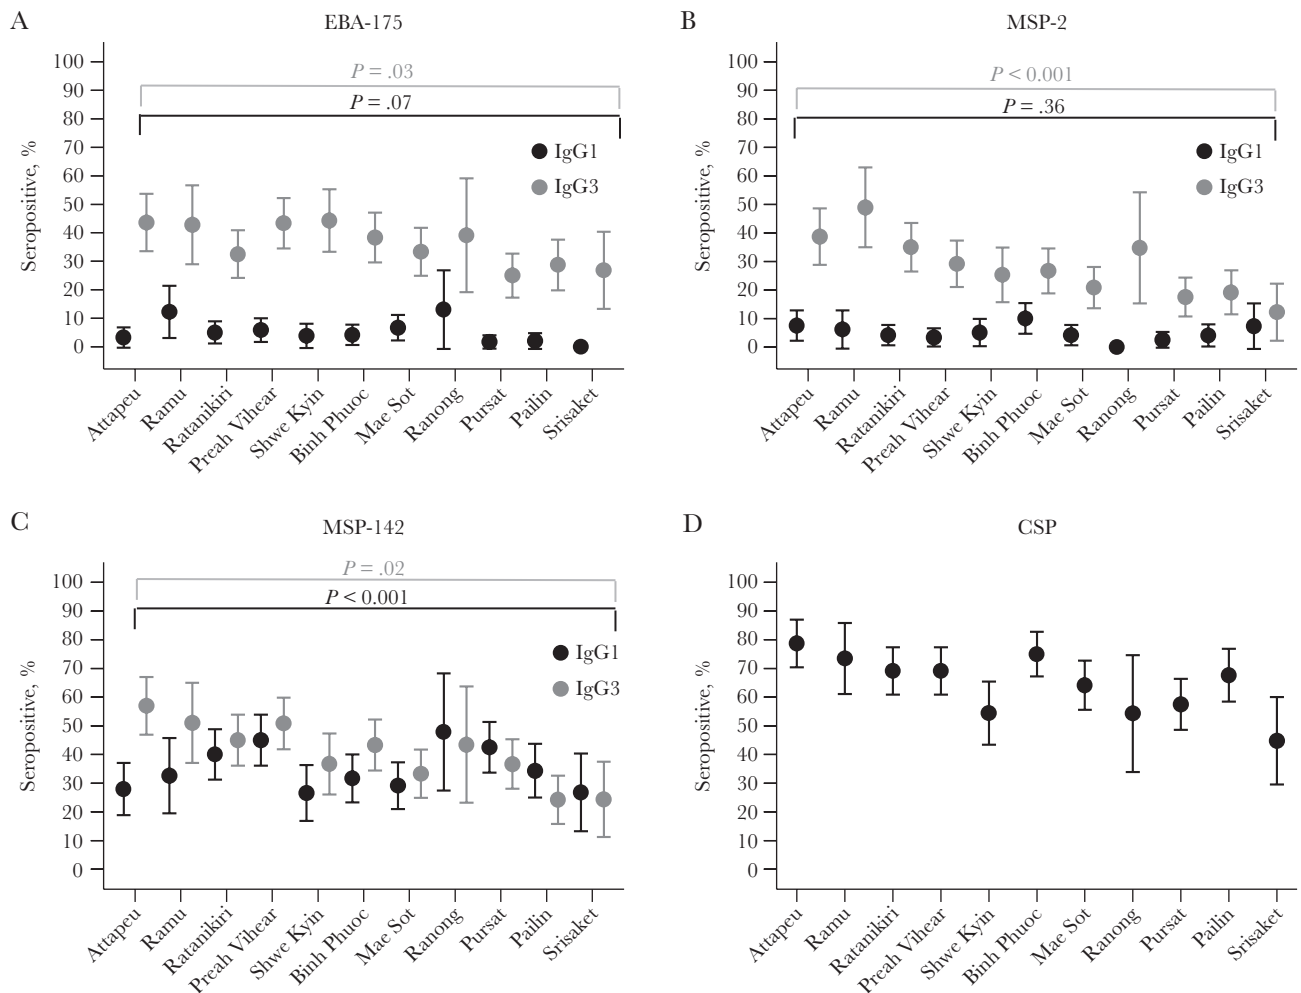 A
EBA-175
100
90
80
70
60
50
40
30
20
10
0
Seropositive, %
P = .03
P = .07
IgG1
IgG3
Attapeu
Ramu
Ratanikiri
Preah Vihear
Shwe Kyin
Binh Phuoc
Mae Sot
Ranong
Pursat
Pailin
Srisaket
B
MSP-2
100
90
80
70
60
50
40
30
20
10
0
Seropositive, %
P < 0.001
P = .36
IgG1
IgG3
Attapeu
Ramu
Ratanikiri
Preah Vihear
Shwe Kyin
Binh Phuoc
Mae Sot
Ranong
Pursat
Pailin
Srisaket
C
MSP-142
100
90
80
70
60
50
40
30
20
10
0
Seropositive, %
P = .02
P < 0.001
IgG1
IgG3
Attapeu
Ramu
Ratanikiri
Preah Vihear
Shwe Kyin
Binh Phuoc
Mae Sot
Ranong
Pursat
Pailin
Srisaket
D
CSP
100
90
80
70
60
50
40
30
20
10
0
Seropositive, %
Attapeu
Ramu
Ratanikiri
Preah Vihear
Shwe Kyin
Binh Phuoc
Mae Sot
Ranong
Pursat
Pailin
Srisaket